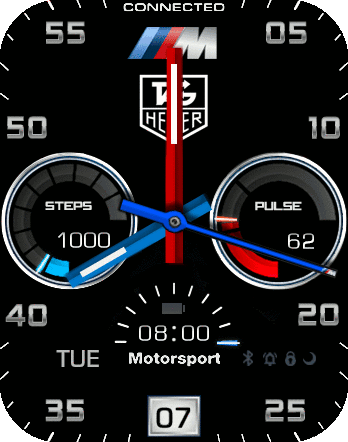 CONNECTED
55 05
M
TAG
HEUER
50 10
STEPS PULSE
1000 62
40 20
08:00
TUE Motorsport
35 07 25